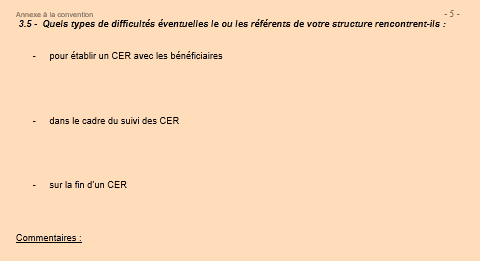 Annexe à la convention - 5 -
3.5 - Quels types de difficultés éventuelles le ou les référents de votre structure rencontrent-ils :
- pour établir un CER avec les bénéficiaires
- dans le cadre du suivi des CER
- sur la fin d'un CER
Commentaires :